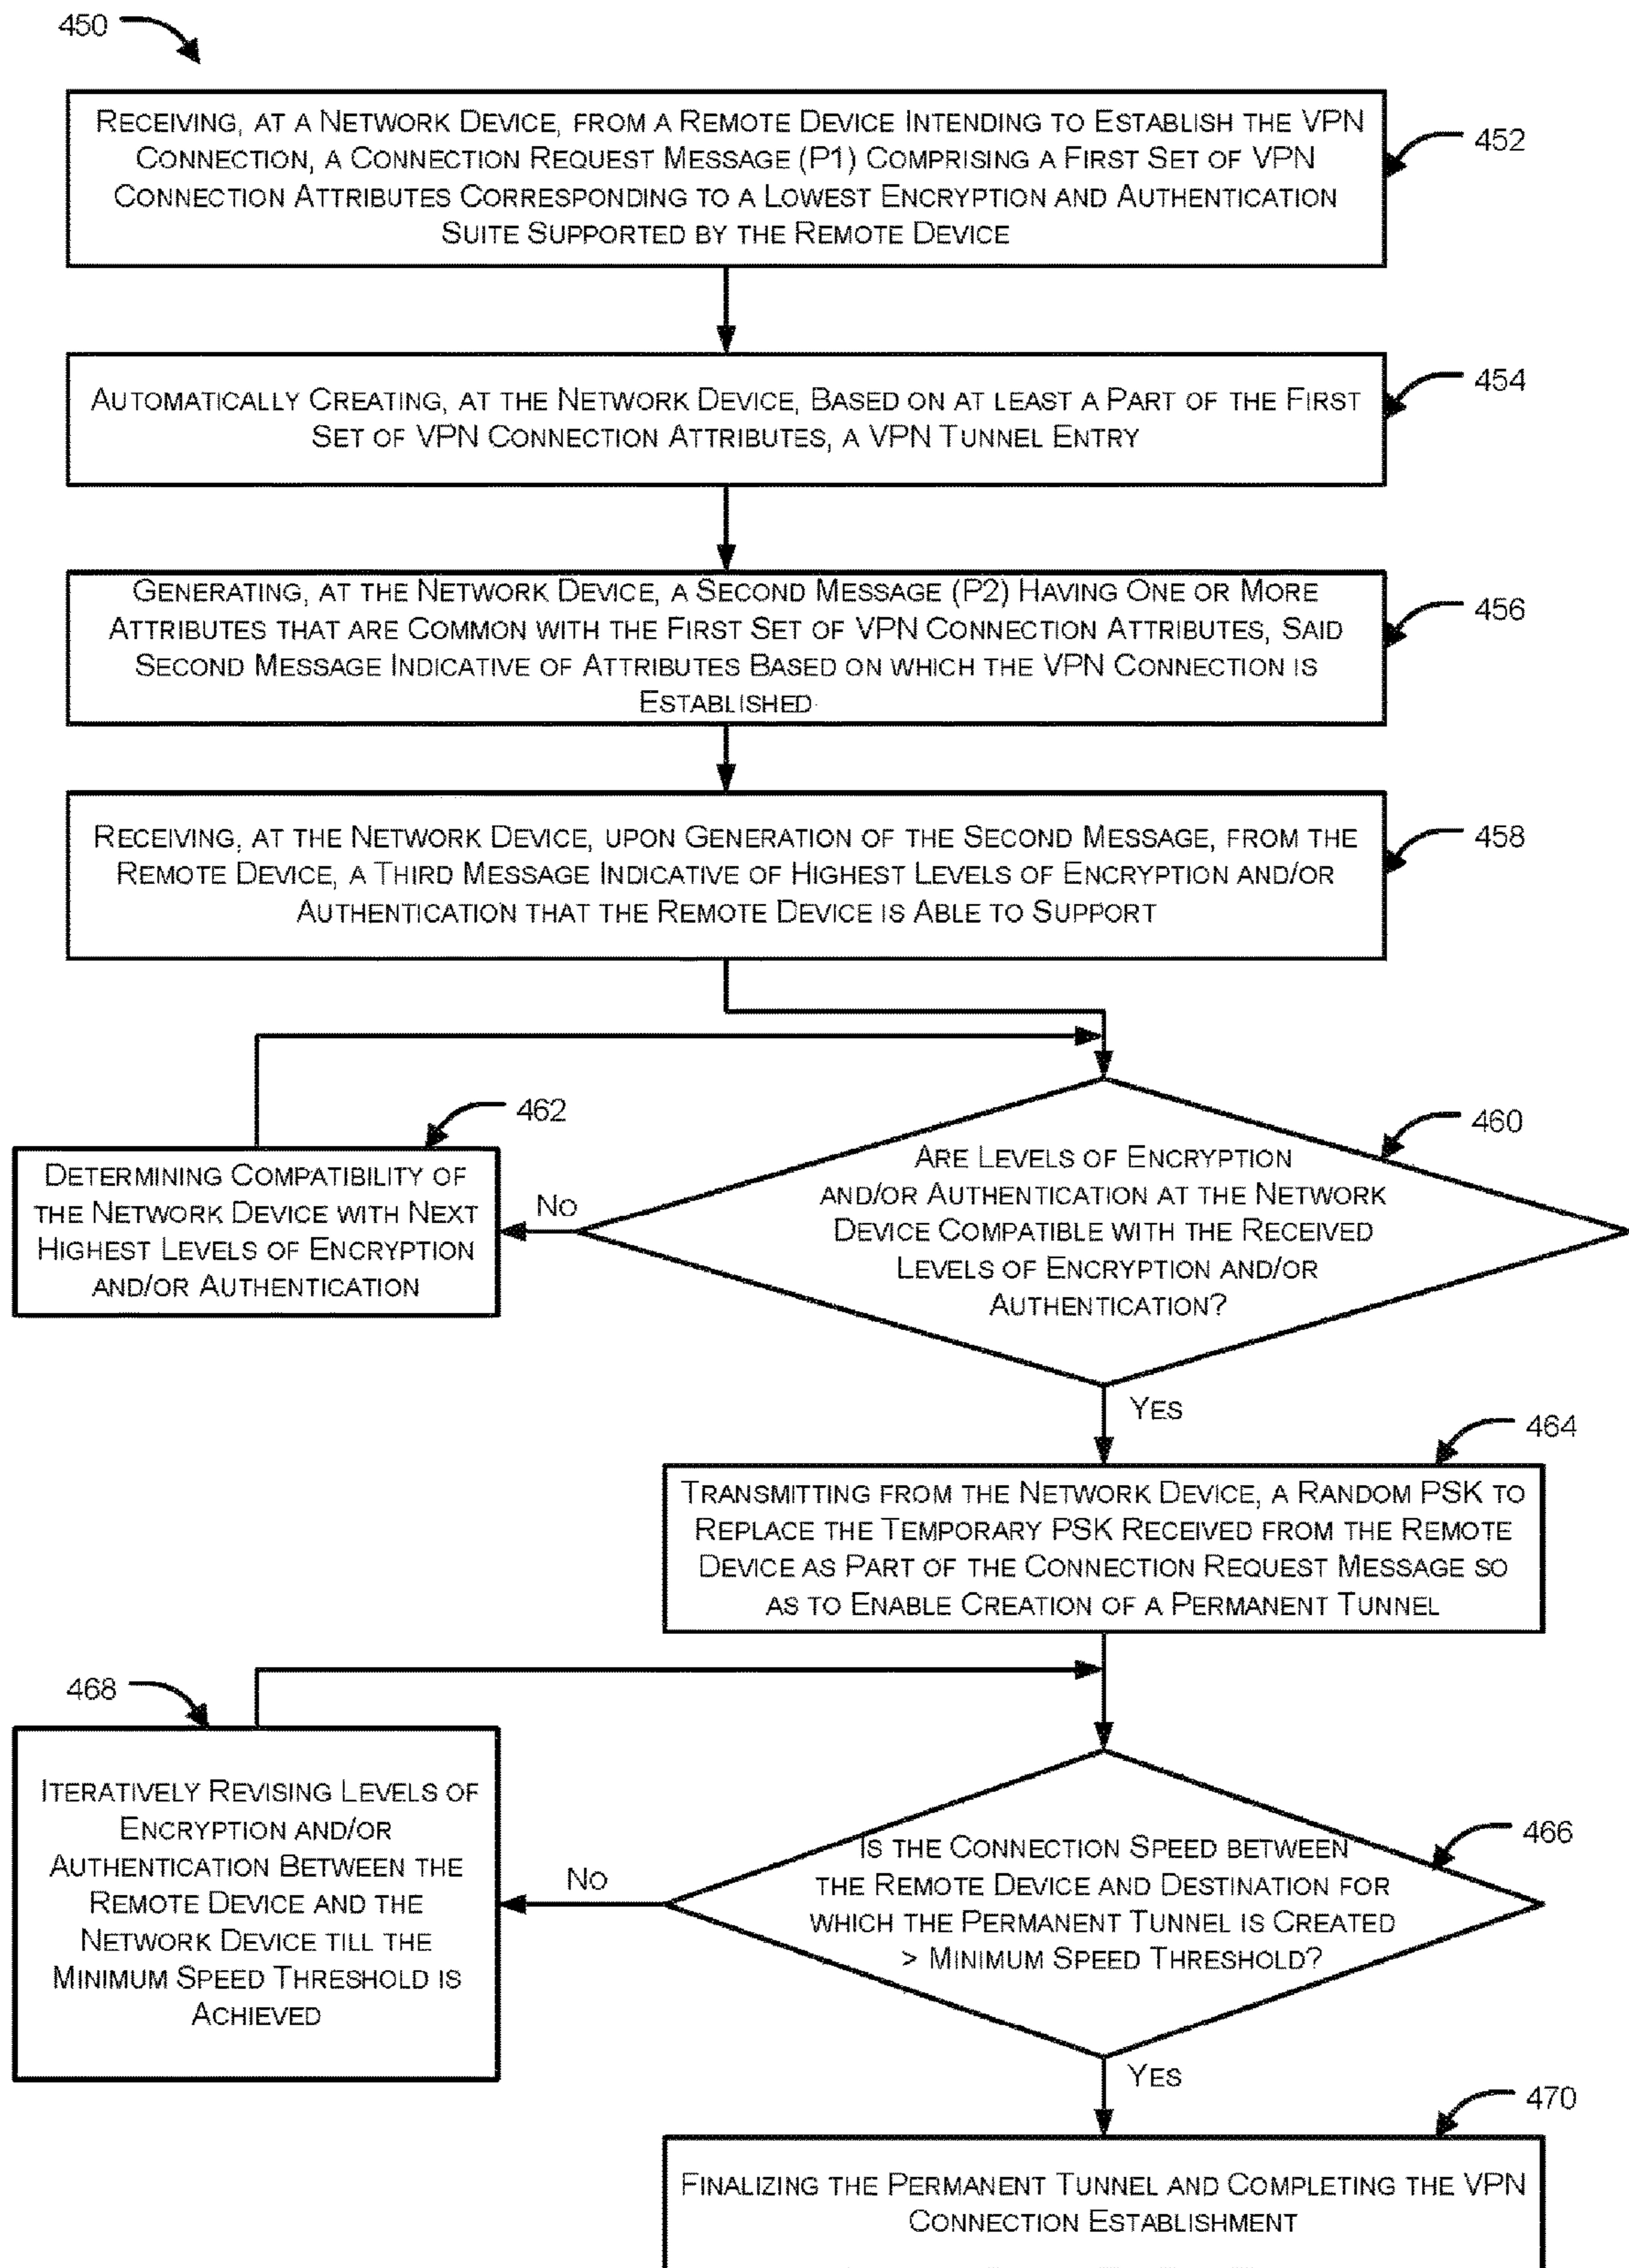 450
RECEIVING, AT A NETWORK DEVICE, FROM A REMOTE DEVICE INTENDING TO ESTABLISH THE VPN
CONNECTION, A CONNECTION REQUEST MESSAGE (P1) COMPRISING A FIRST SET OF VPN
CONNECTION ATTRIBUTES CORRESPONDING TO A LOWEST ENCRYPTION AND AUTHENTICATION
SUITE SUPPORTED BY THE REMOTE DEVICE
452
AUTOMATICALLY CREATING, AT THE NETWORK DEVICE, BASED ON AT LEAST A PART OF THE FIRST
SET OF VPN CONNECTION ATTRIBUTES, A VPN TUNNEL ENTRY
454
GENERATING, AT THE NETWORK DEVICE, A SECOND MESSAGE (P2) HAVING ONE OR MORE
ATTRIBUTES THAT ARE COMMON WITH THE FIRST SET OF VPN CONNECTION ATTRIBUTES, SAID
SECOND MESSAGE INDICATIVE OF ATTRIBUTES BASED ON WHICH THE VPN CONNECTION IS
ESTABLISHED
456
RECEIVING, AT THE NETWORK DEVICE, UPON GENERATION OF THE SECOND MESSAGE, FROM THE
REMOTE DEVICE, A THIRD MESSAGE INDICATIVE OF HIGHEST LEVELS OF ENCRYPTION AND/OR
AUTHENTICATION THAT THE REMOTE DEVICE IS ABLE TO SUPPORT
458
462
DETERMINING COMPATIBILITY OF
THE NETWORK DEVICE WITH NEXT
HIGHEST LEVELS OF ENCRYPTION
AND/OR AUTHENTICATION
NO
460
ARE LEVELS OF ENCRYPTION
AND/OR AUTHENTICATION AT THE NETWORK
DEVICE COMPATIBLE WITH THE RECEIVED
LEVELS OF ENCRYPTION AND/OR
AUTHENTICATION?
YES
464
TRANSMITTING FROM THE NETWORK DEVICE, A RANDOM PSK TO
REPLACE THE TEMPORARY PSK RECEIVED FROM THE REMOTE
DEVICE AS PART OF THE CONNECTION REQUEST MESSAGE SO
AS TO ENABLE CREATION OF A PERMANENT TUNNEL
468
ITERATIVELY REVISING LEVELS OF
ENCRYPTION AND/OR
AUTHENTICATION BETWEEN THE
REMOTE DEVICE AND THE
NETWORK DEVICE TILL THE
MINIMUM SPEED THRESHOLD IS
ACHIEVED
NO
466
IS THE CONNECTION SPEED BETWEEN
THE REMOTE DEVICE AND DESTINATION FOR
WHICH THE PERMANENT TUNNEL IS CREATED
> MINIMUM SPEED THRESHOLD?
YES
470
FINALIZING THE PERMANENT TUNNEL AND COMPLETING THE VPN
CONNECTION ESTABLISHMENT